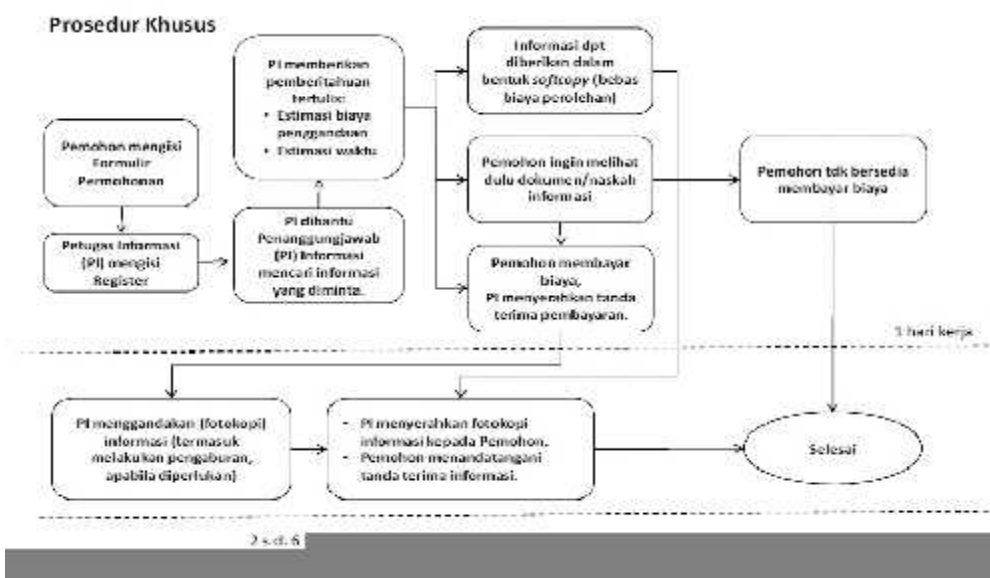 Prosedur Khusus
Pemohon mengisi
Formulir
Permohonan
Petugas Informasi
(PI) mengisi
Register
PI memberikan
pemberitahuan
tertulis:
• Estimasi biaya
penggandaan
• Estimasi waktu
PI dibantu
Penanggungjawab
(PJ) Informasi
mencari informasi
yang diminta.
Informasi dpt
diberikan dalam
bentuk softcopy (bebas
biaya perolehan)
Pemohon ingin melihat
dulu dokumen/naskah
informasi
Pemohon membayar
biaya,
PI menyerahkan tanda
terima pembayaran.
Pemohon tdk bersedia
membayar biaya
1 hari kerja
PI menggandakan (fotokopi)
informasi (termasuk
melakukan pengaburan,
apabila diperlukan)
- PI menyerahkan fotokopi
informasi kepada Pemohon.
- Pemohon menandatangani
tanda terima informasi.
Selesai
2 s.d. 6